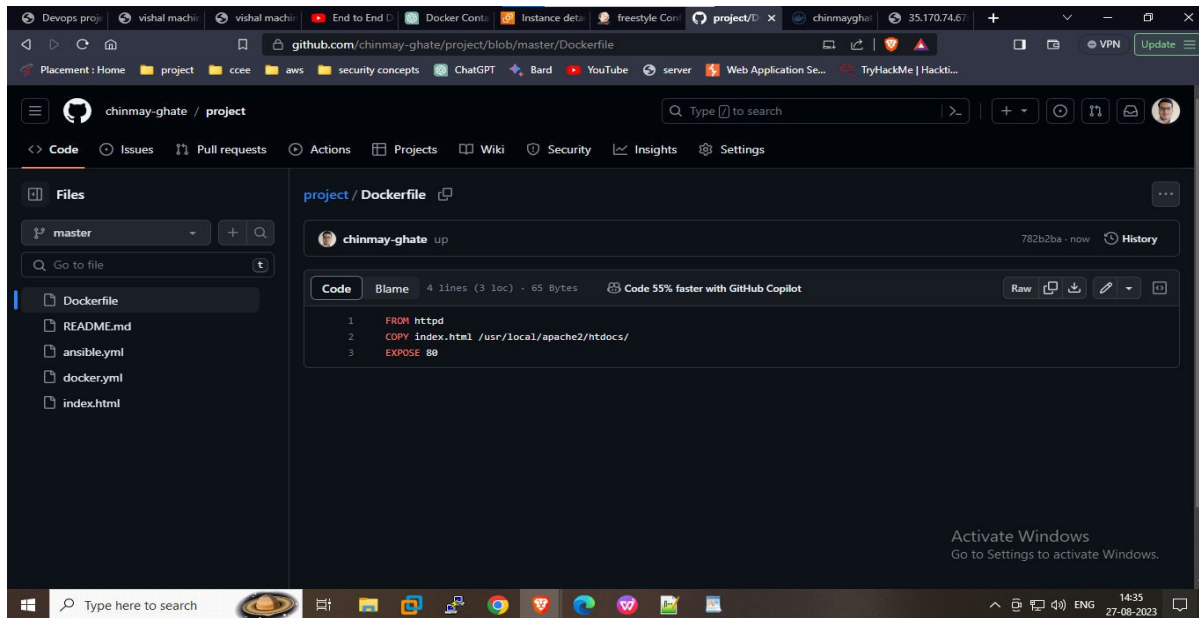 Devops proje
vishal machin
vishal machin
End to End D
Docker Conta
Instance detai
freestyle Conf
project/D
chinmayghat
35.170.74.67:
github.com/chinmay-ghate/project/blob/master/Dockerfile
VPN
Update
Placement : Home
project
ccee
aws
security concepts
ChatGPT
Bard
YouTube
server
Web Application Se...
TryHackMe | Hackti...
chinmay-ghate / project
Type / to search
Code
Issues
Pull requests
Actions
Projects
Wiki
Security
Insights
Settings
Files
master
Go to file
t
Dockerfile
README.md
ansible.yml
docker.yml
index.html
project / Dockerfile
chinmay-ghate up
782b2ba · now
History
Code
Blame
4 lines (3 loc) · 65 Bytes
Code 55% faster with GitHub Copilot
Raw
1 FROM httpd
2 COPY index.html /usr/local/apache2/htdocs/
3 EXPOSE 80
Activate Windows
Go to Settings to activate Windows.
Type here to search
ENG
14:35
27-08-2023